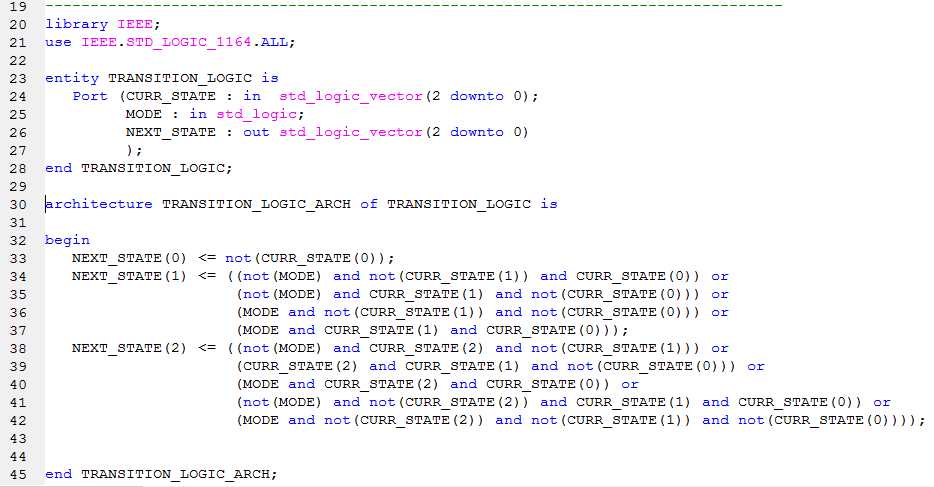 19 ----------------------------------------------------------------------------------
20 library IEEE;
21 use IEEE.STD_LOGIC_1164.ALL;
22
23 entity TRANSITION_LOGIC is
24    Port (CURR_STATE : in  std_logic_vector(2 downto 0);
25          MODE : in std_logic;
26          NEXT_STATE : out std_logic_vector(2 downto 0)
27          );
28 end TRANSITION_LOGIC;
29
30 architecture TRANSITION_LOGIC_ARCH of TRANSITION_LOGIC is
31
32 begin
33    NEXT_STATE(0) <= not(CURR_STATE(0));
34    NEXT_STATE(1) <= ((not(MODE) and not(CURR_STATE(1)) and CURR_STATE(0)) or
35                      (not(MODE) and CURR_STATE(1) and not(CURR_STATE(0))) or
36                      (MODE and not(CURR_STATE(1)) and not(CURR_STATE(0))) or
37                      (MODE and CURR_STATE(1) and CURR_STATE(0)));
38    NEXT_STATE(2) <= ((not(MODE) and CURR_STATE(2) and not(CURR_STATE(1))) or
39                      (CURR_STATE(2) and CURR_STATE(1) and not(CURR_STATE(0))) or
40                      (MODE and CURR_STATE(2) and CURR_STATE(0)) or
41                      (not(MODE) and not(CURR_STATE(2)) and CURR_STATE(1) and CURR_STATE(0)) or
42                      (MODE and not(CURR_STATE(2)) and not(CURR_STATE(1)) and not(CURR_STATE(0))));
43
44
45 end TRANSITION_LOGIC_ARCH;